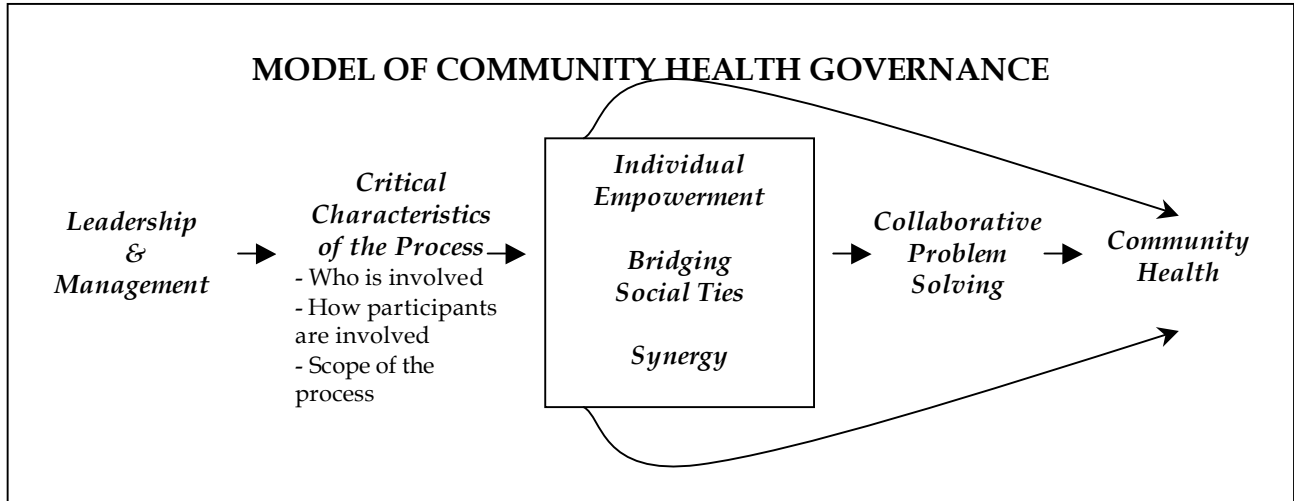 MODEL OF COMMUNITY HEALTH GOVERNANCE
Leadership
&
Management
Critical
Characteristics
of the Process
- Who is involved
- How participants
are involved
- Scope of the
process
Individual
Empowerment
Bridging
Social Ties
Synergy
Collaborative
Problem
Solving
Community
Health